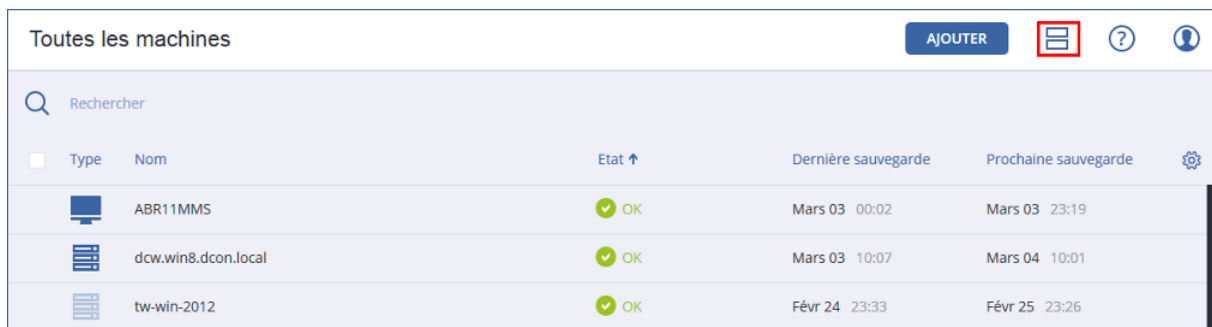 Toutes les machines AJOUTER ?
Rechercher
Type Nom Etat ↑ Dernière sauvegarde Prochaine sauvegarde
ABR11MMS OK Mars 03 00:02 Mars 03 23:19
dcw.win8.dcon.local OK Mars 03 10:07 Mars 04 10:01
tw-win-2012 OK Févr 24 23:33 Févr 25 23:26